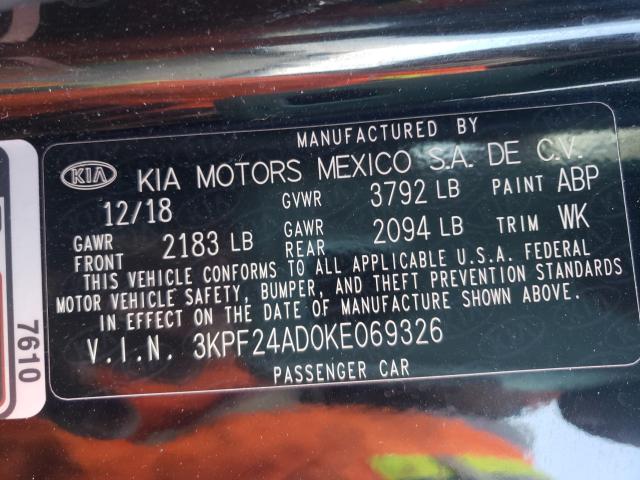 MANUFACTURED BY
KIA KIA MOTORS MEXICO S.A. DE C.V.
12/18 GVWR 3792 LB PAINT ABP
GAWR FRONT 2183 LB GAWR REAR 2094 LB TRIM WK
THIS VEHICLE CONFORMS TO ALL APPLICABLE U.S.A. FEDERAL
MOTOR VEHICLE SAFETY, BUMPER, AND THEFT PREVENTION STANDARDS
IN EFFECT ON THE DATE OF MANUFACTURE SHOWN ABOVE.
V.I.N. 3KPF24AD0KE069326
PASSENGER CAR
7610